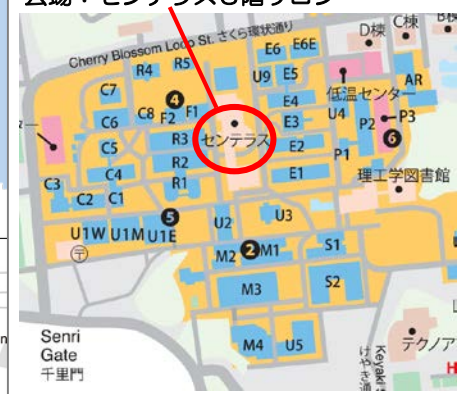 会場:センテラス3階サロン
Cherry Blossom Loop St. さくら環状通り
D棟
C棟
E6
E6E
R4
R5
U9
E5
AR
C7
低温センター
4
E4
C8
F2
F1
U4
P3
C6
E3
P2
センテラス
R3
6
C5
E2
P1
R2
C4
E1
理工学図書館
C3
R1
C2
C1
5
U3
U2
U1W
U1M
U1E
S1
〒
M2
2
M1
M3
S2
Senri
Gate
千里門
M4
U5
テクノア
Keyaki S
けやき通
H